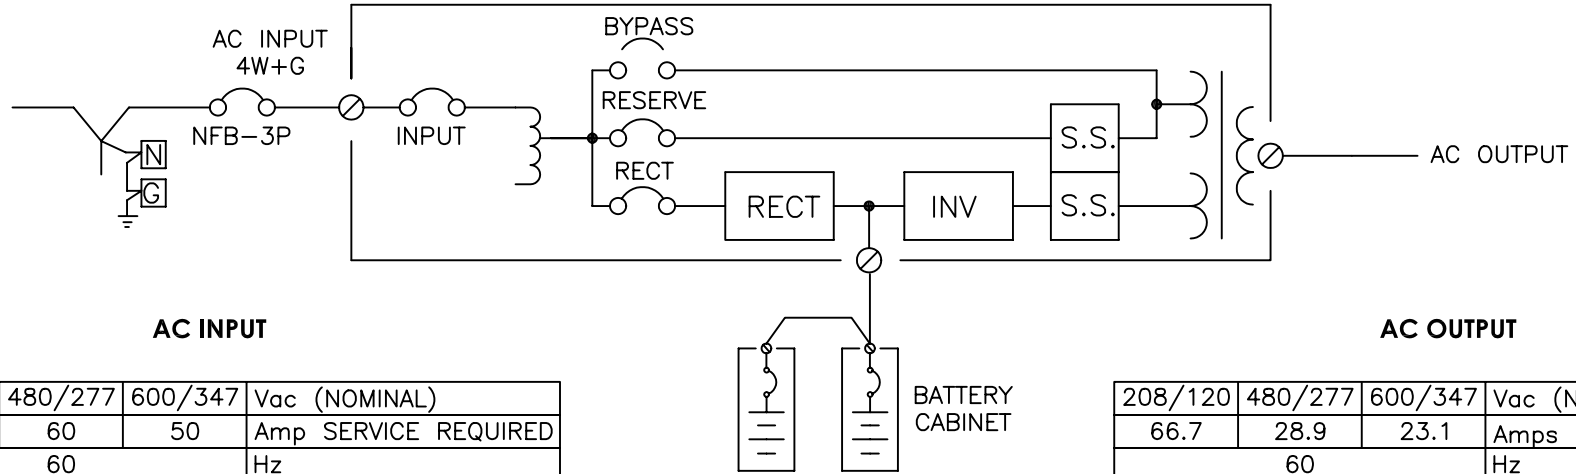 BYPASS
AC INPUT
4W+G
RESERVE
NFB-3P
INPUT
S.S.
N
G
RECT
RECT
INV
S.S.
AC OUTPUT
AC INPUT
480/277 600/347 Vac (NOMINAL)
60 50 Amp SERVICE REQUIRED
60 Hz
BATTERY
CABINET
AC OUTPUT
208/120 480/277 600/347 Vac (N
66.7 28.9 23.1 Amps
60 Hz